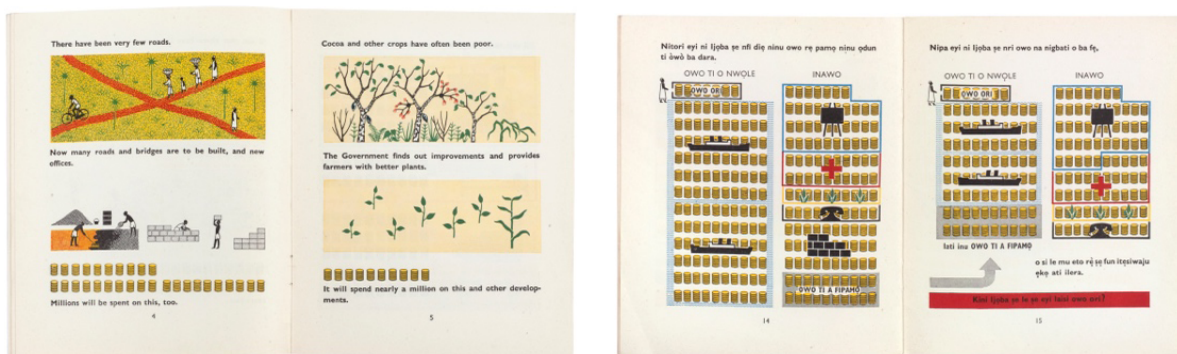 There have been very few roads.
Now many roads and bridges are to be built, and new
offices.
Millions will be spent on this, too.
4
Cocoa and other crops have often been poor.
The Government finds out improvements and provides
farmers with better plants.
It will spend nearly a million on this and other develop-
ments.
5
Nitori eyi ni Ijọba ṣe nfi diẹ ninu owo rẹ pamọ ninu ọdun
ti òwò ba dara.
OWO TI O NWỌLE
INAWO
OWO ORI
OWO TI A FIPAMỌ
14
Nipa eyi ni Ijọba ṣe nri owo na nigbati o ba fẹ,
OWO TI O NWỌLE
INAWO
OWO ORI
lati inu OWO TI A FIPAMỌ
o si le mu eto rẹ̀ ṣẹ fun itẹsiwaju
ẹkọ ati ilera.
Kini Ijọba ṣe le ṣe eyi laisi owo ori?
15